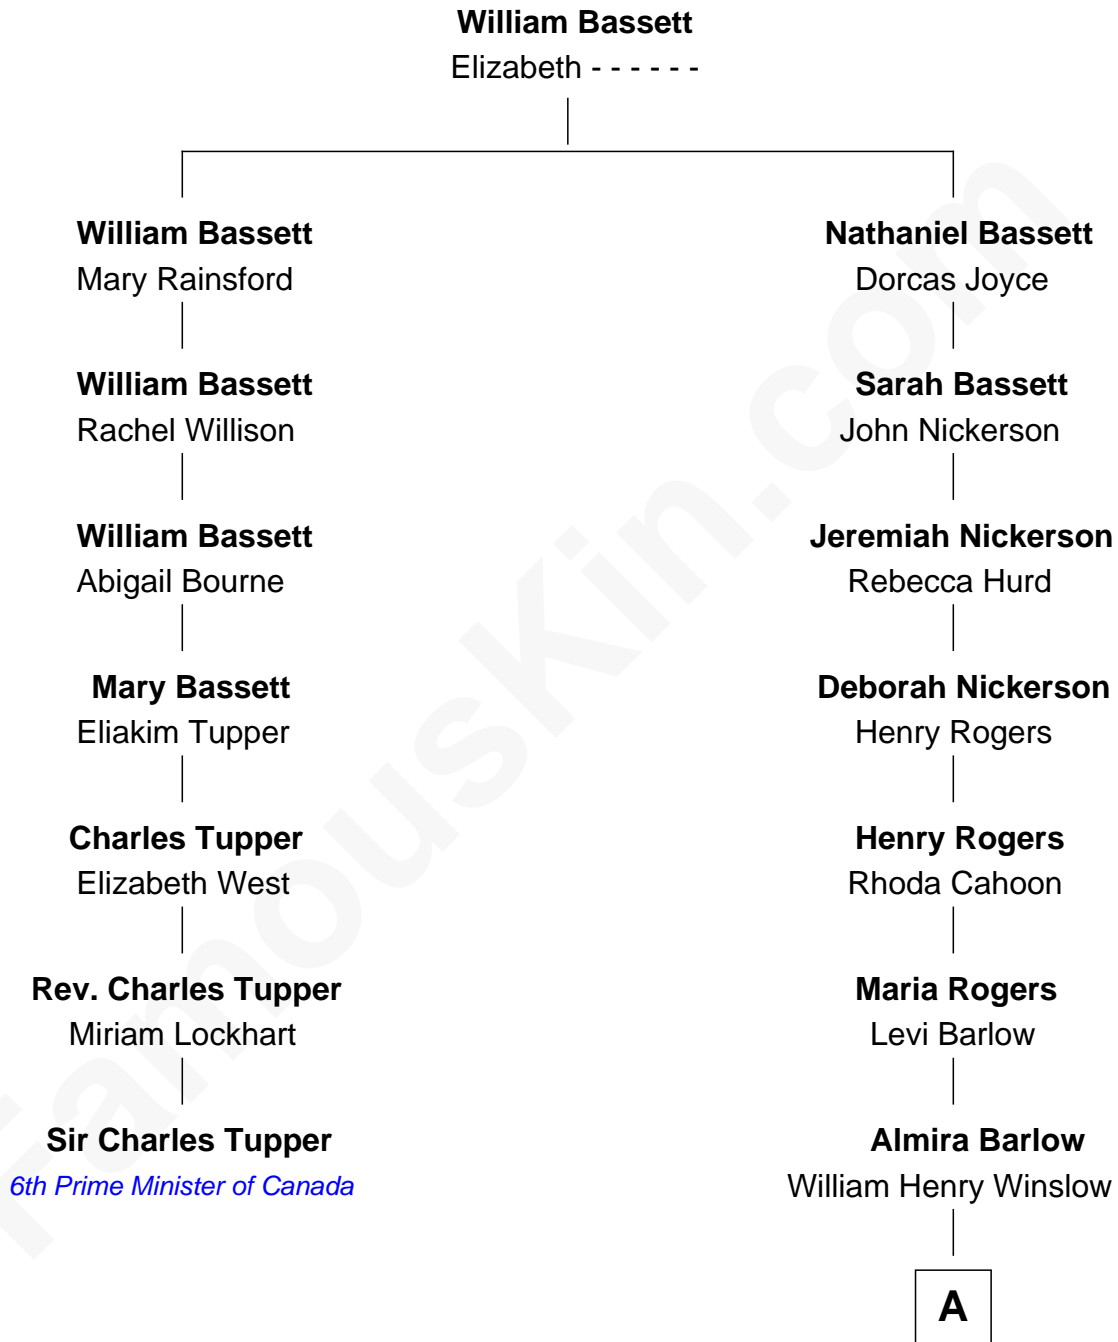 William Bassett
Elizabeth - - - - - -
William Bassett
Mary Rainsford
Nathaniel Bassett
Dorcas Joyce
William Bassett
Rachel Willison
Sarah Bassett
John Nickerson
William Bassett
Abigail Bourne
Jeremiah Nickerson
Rebecca Hurd
Mary Bassett
Eliakim Tupper
Deborah Nickerson
Henry Rogers
Charles Tupper
Elizabeth West
Henry Rogers
Rhoda Cahoon
Rev. Charles Tupper
Miriam Lockhart
Maria Rogers
Levi Barlow
Sir Charles Tupper
6th Prime Minister of Canada
Almira Barlow
William Henry Winslow
A
FamousKin.com